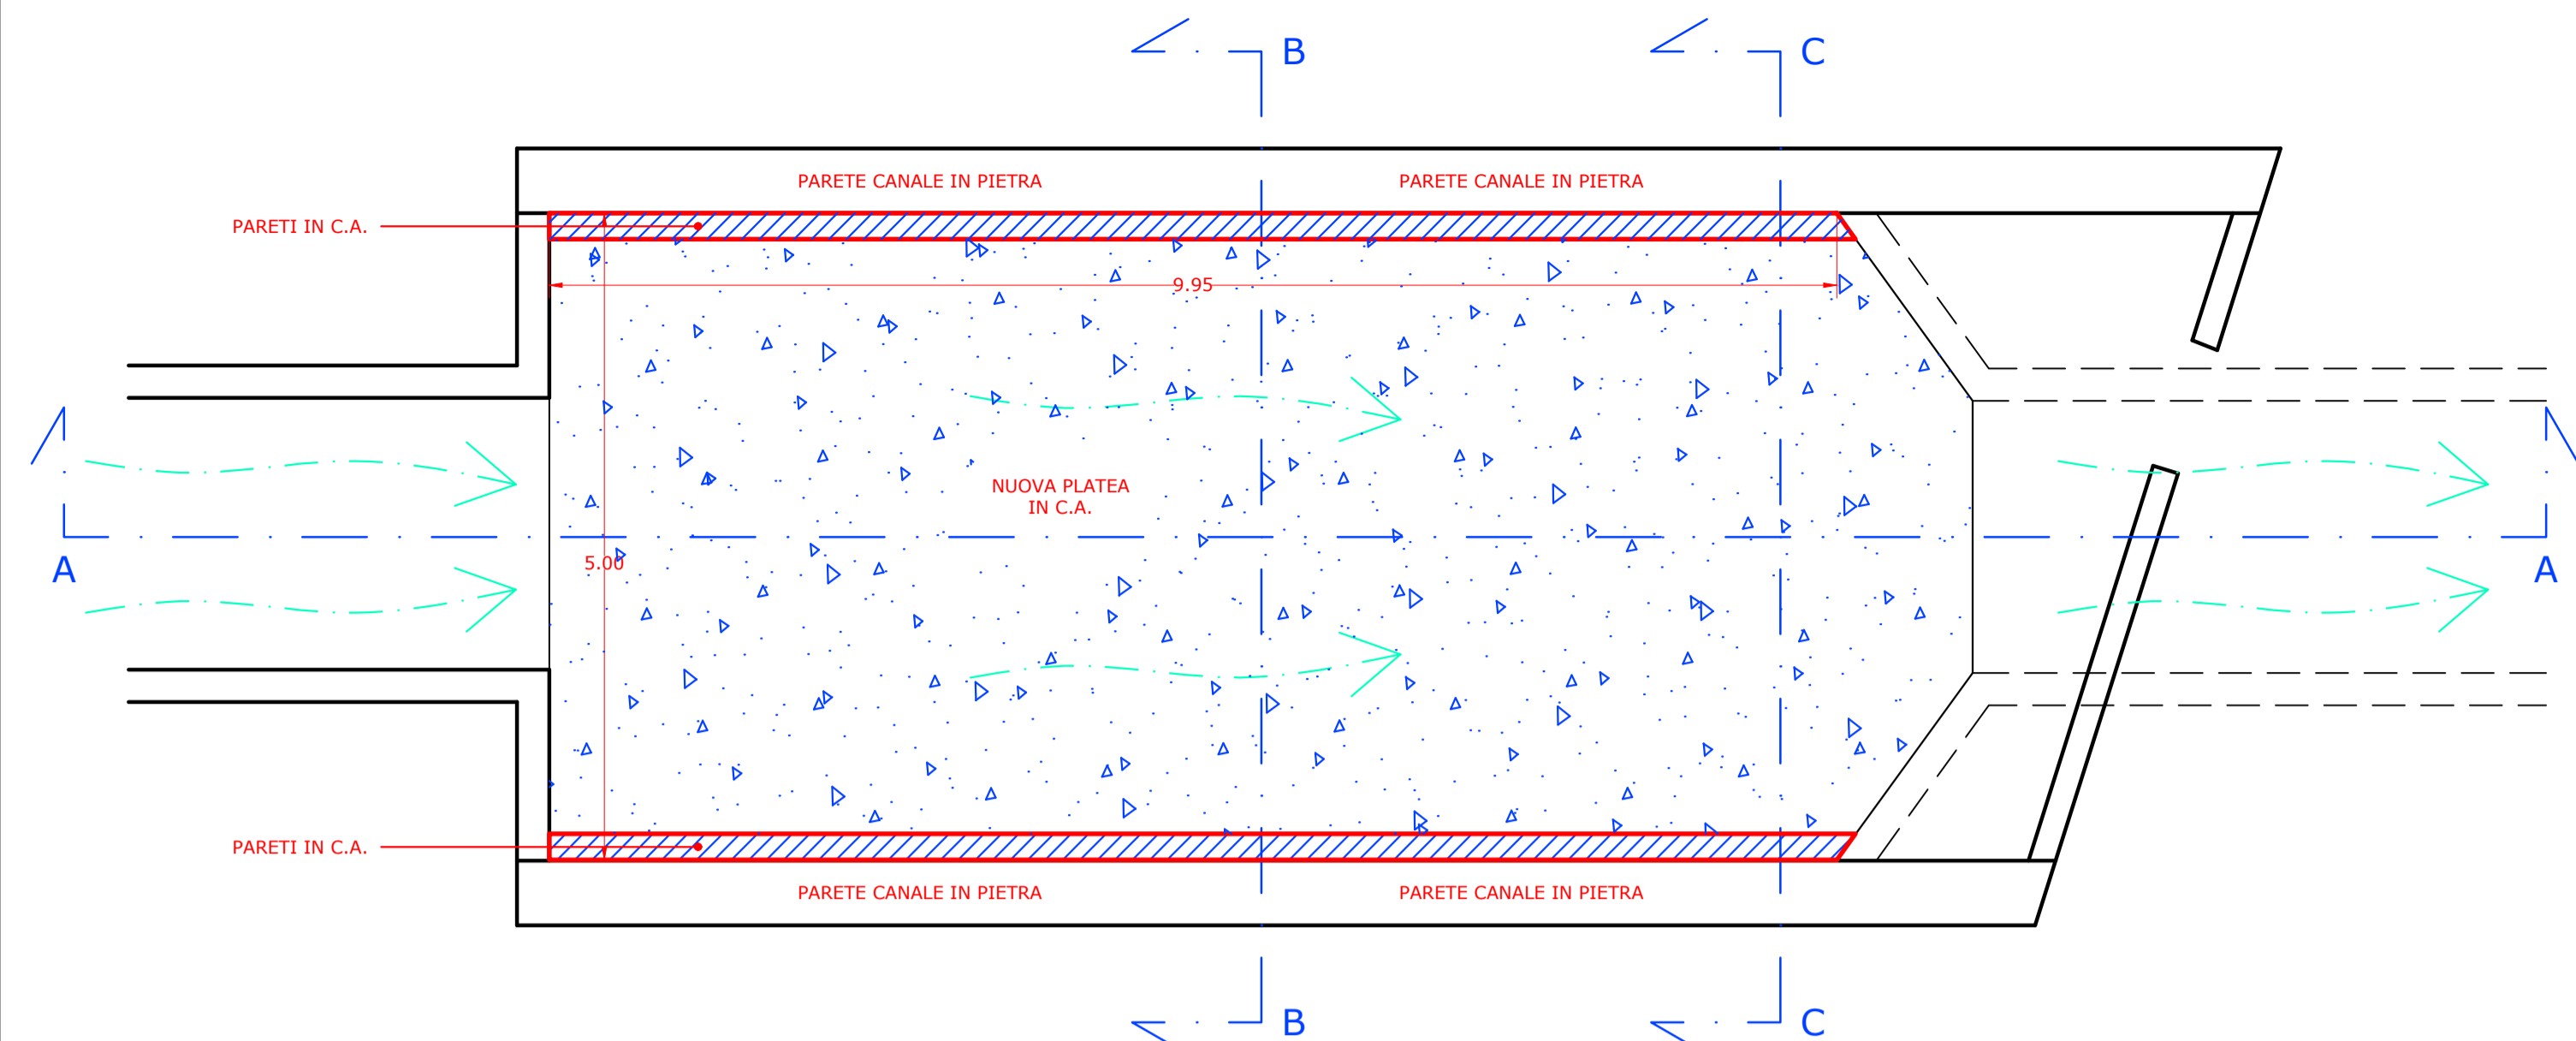 B
C
PARETE CANALE IN PIETRA
PARETE CANALE IN PIETRA
PARETI IN C.A.
9.95
NUOVA PLATEA
IN C.A.
5.00
A
A
PARETI IN C.A.
PARETE CANALE IN PIETRA
PARETE CANALE IN PIETRA
B
C